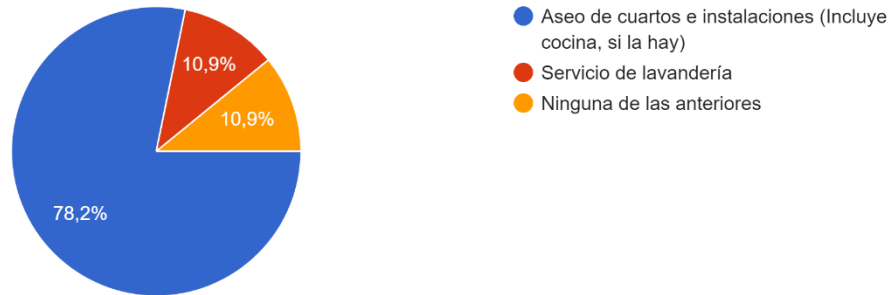 Aseo de cuartos e instalaciones (Incluye
cocina, si la hay)
Servicio de lavandería
Ninguna de las anteriores
10,9%
10,9%
78,2%